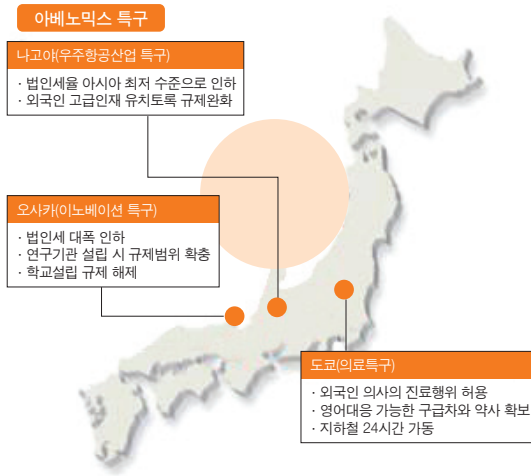 아베노믹스 특구
나고야(우주항공산업 특구)
· 법인세율 아시아 최저 수준으로 인하
· 외국인 고급인재 유치토록 규제완화
오사카(이노베이션 특구)
· 법인세 대폭 인하
· 연구기관 설립 시 규제범위 확충
· 학교설립 규제 해제
도쿄(의료특구)
· 외국인 의사의 진료행위 허용
· 영어대응 가능한 구급차와 약사 확보
· 지하철 24시간 가동